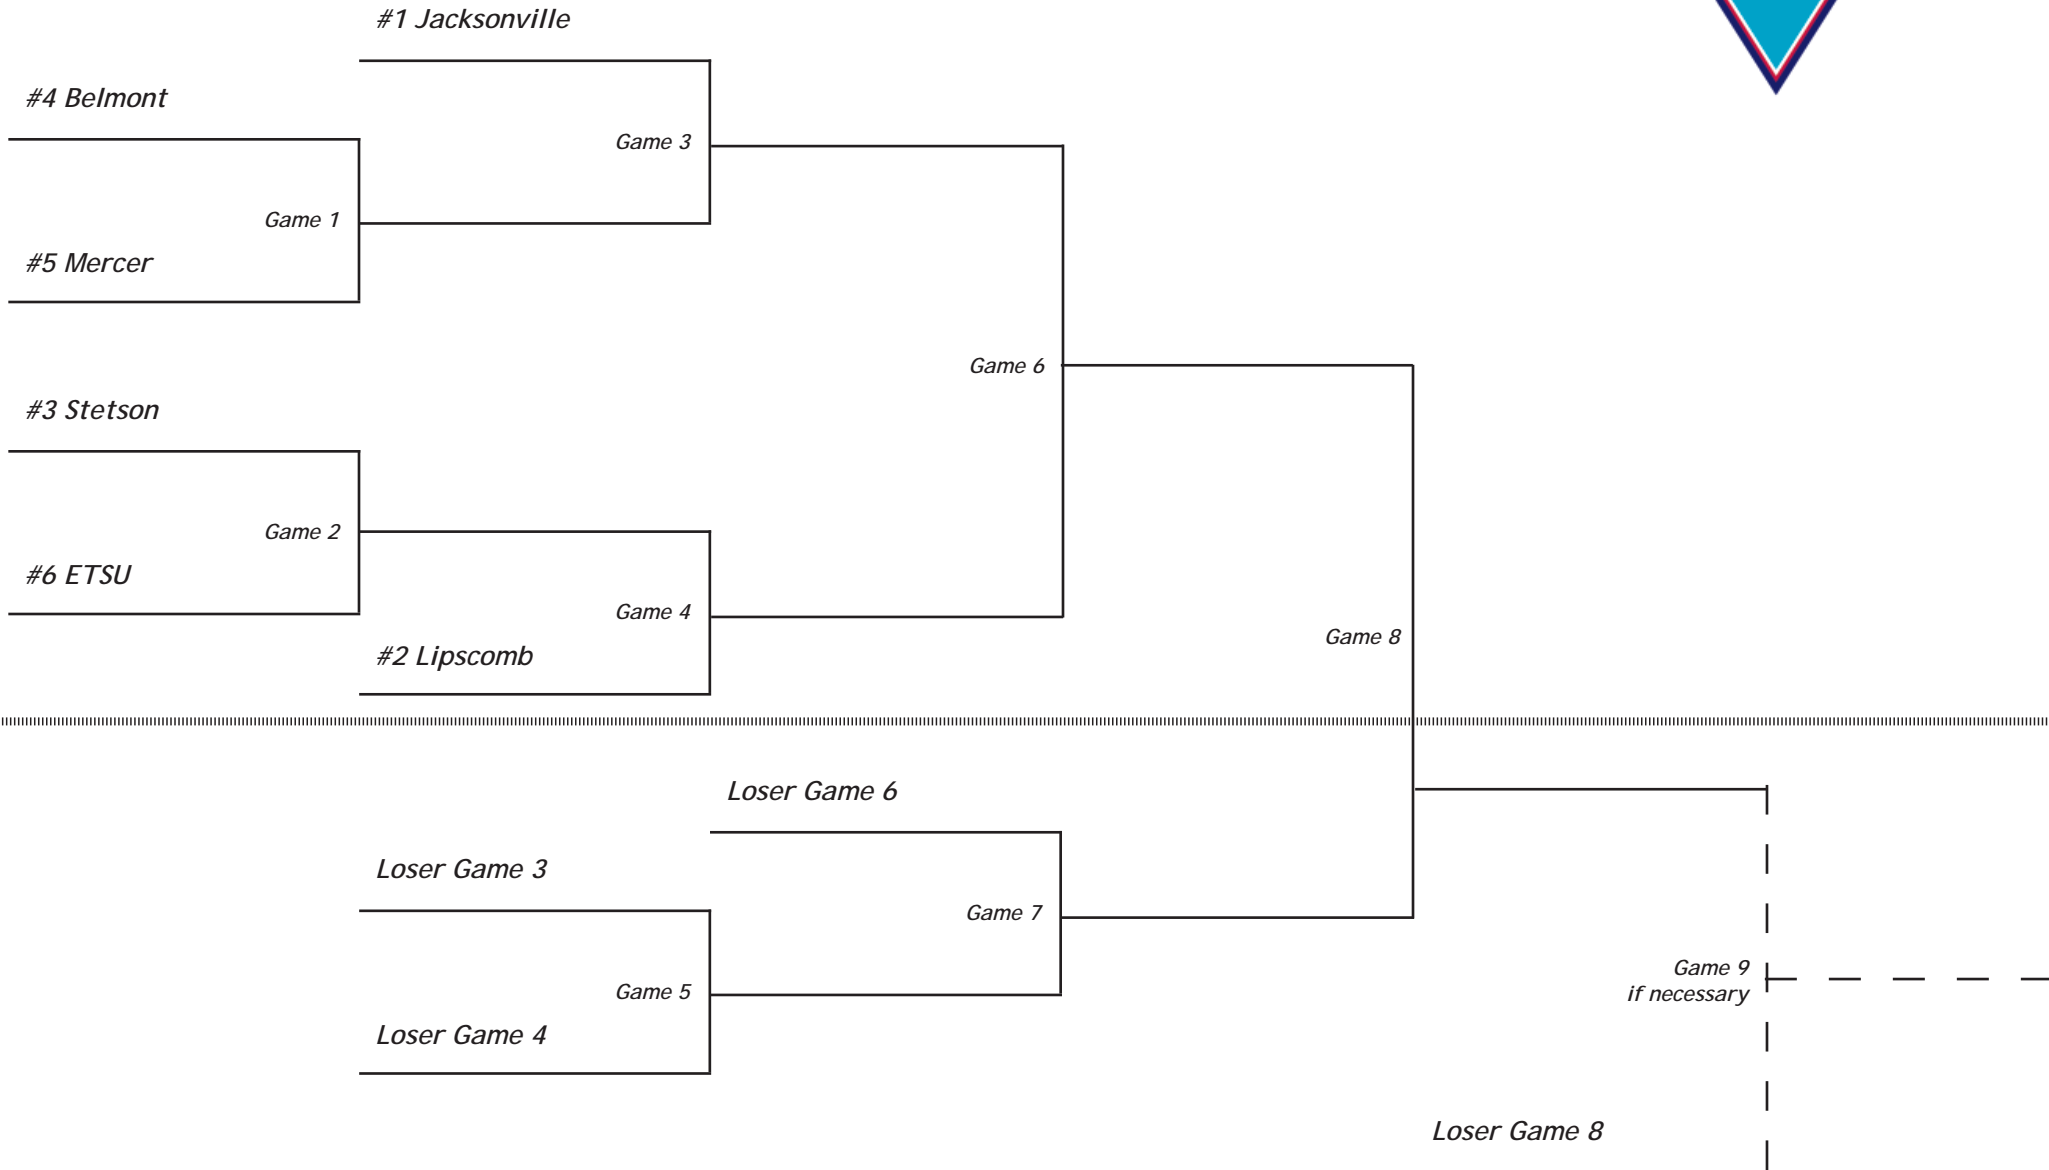 #1 Jacksonville
#4 Belmont
Game 3
Game 1
#5 Mercer
Game 6
#3 Stetson
Game 2
#6 ETSU
Game 4
Game 8
#2 Lipscomb
Loser Game 6
Loser Game 3
Game 7
Game 9
if necessary
Game 5
Loser Game 4
Loser Game 8